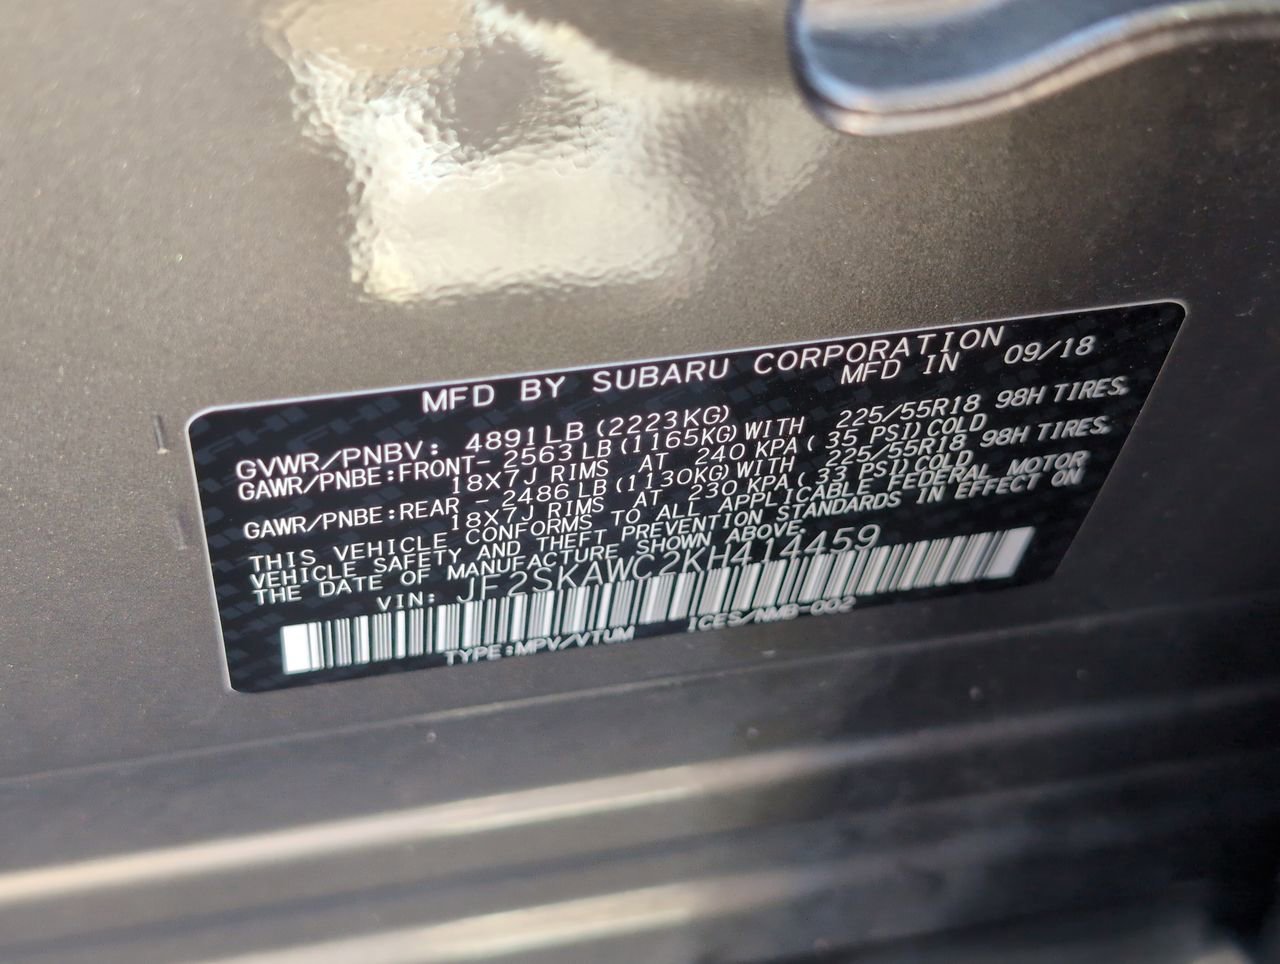 MFD BY SUBARU CORPORATION
MFD IN 09/18
GVWR/PNBV: 4891LB (2223KG)
GAWR/PNBE:FRONT- 2563LB (1165KG)WITH 225/55R18 98H TIRES.
18X7J RIMS AT 240 KPA( 35 PSI)COLD
GAWR/PNBE:REAR - 2486LB (1130KG)WITH 225/55R18 98H TIRES.
18X7J RIMS AT 230 KPA( 33 PSI)COLD
THIS VEHICLE CONFORMS TO ALL APPLICABLE FEDERAL MOTOR
VEHICLE SAFETY AND THEFT PREVENTION STANDARDS IN EFFECT ON
THE DATE OF MANUFACTURE SHOWN ABOVE.
VIN: JF2SKAWC2KH414459
TYPE:MPV/VTUM ICES/NMB-002